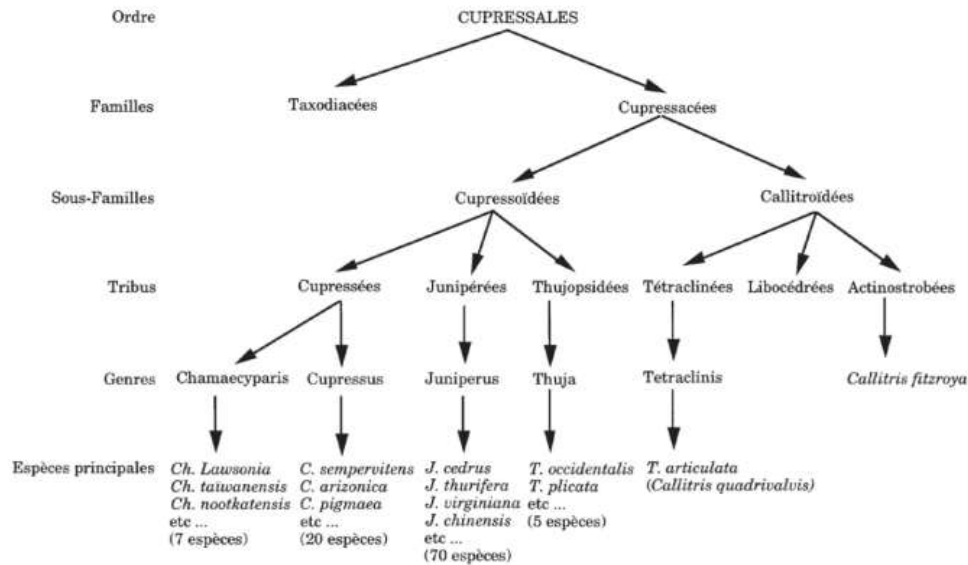 Ordre CUPRESSALES
Familles Taxodiacées Cupressacées
Sous-Familles Cupressoïdées Callitroïdées
Tribus Cupressées Junipérées Thujopsidées Tétraclinées Libocédrées Actinostrobées
Genres Chamaecyparis Cupressus Juniperus Thuja Tetraclinis Callitris fitzroya
Espèces principales Ch. Lawsonia C. sempervitens J. cedrus T. occidentalis T. articulata
Ch. taïwanensis C. arizonica J. thurifera T. plicata (Callitris quadrivalvis)
Ch. nootkatensis C. pigmaea J. virginiana etc ...
etc ... etc ... J. chinensis (5 espèces)
(7 espèces) (20 espèces) etc ...
(70 espèces)